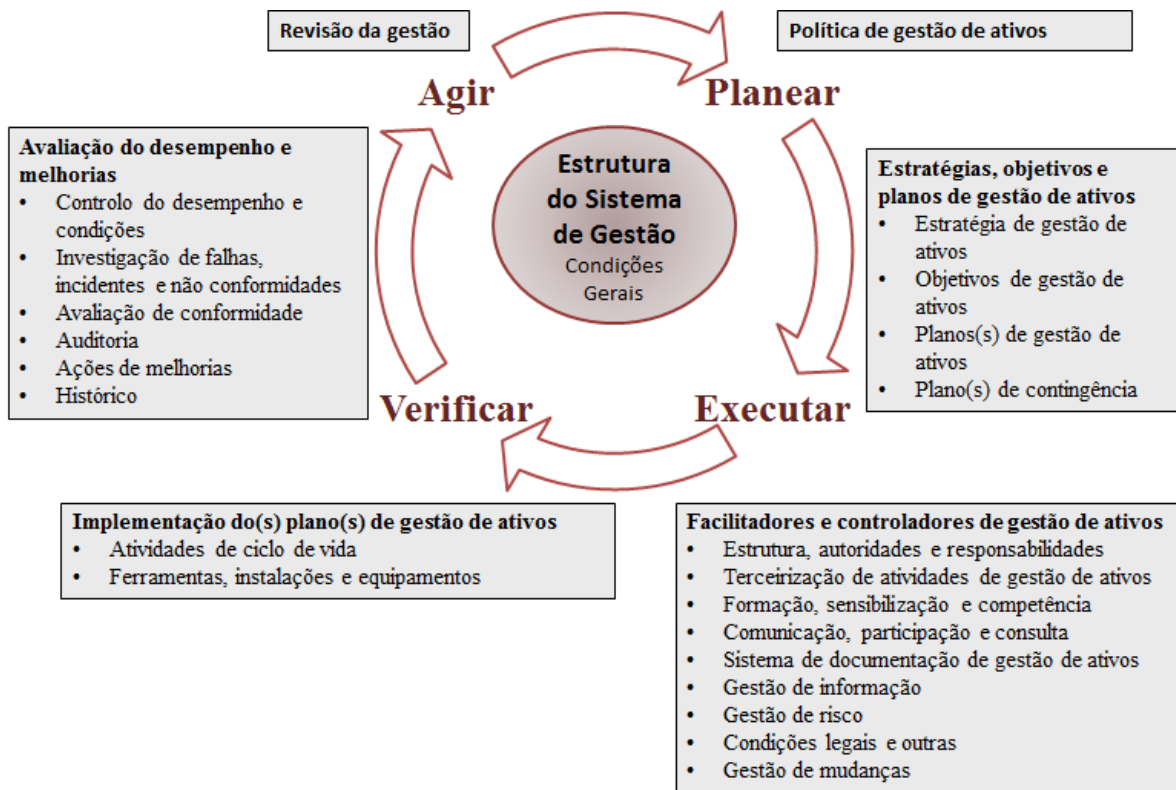 Revisão da gestão
Política de gestão de ativos
Agir
Planear
Estrutura
do Sistema
de Gestão
Condições
Gerais
Avaliação do desempenho e
melhorias
• Controlo do desempenho e
condições
• Investigação de falhas,
incidentes e não conformidades
• Avaliação de conformidade
• Auditoria
• Ações de melhorias
• Histórico
Estratégias, objetivos e
planos de gestão de ativos
• Estratégia de gestão de
ativos
• Objetivos de gestão de
ativos
• Planos(s) de gestão de
ativos
• Plano(s) de contingência
Verificar
Executar
Implementação do(s) plano(s) de gestão de ativos
• Atividades de ciclo de vida
• Ferramentas, instalações e equipamentos
Facilitadores e controladores de gestão de ativos
• Estrutura, autoridades e responsabilidades
• Terceirização de atividades de gestão de ativos
• Formação, sensibilização e competência
• Comunicação, participação e consulta
• Sistema de documentação de gestão de ativos
• Gestão de informação
• Gestão de risco
• Condições legais e outras
• Gestão de mudanças